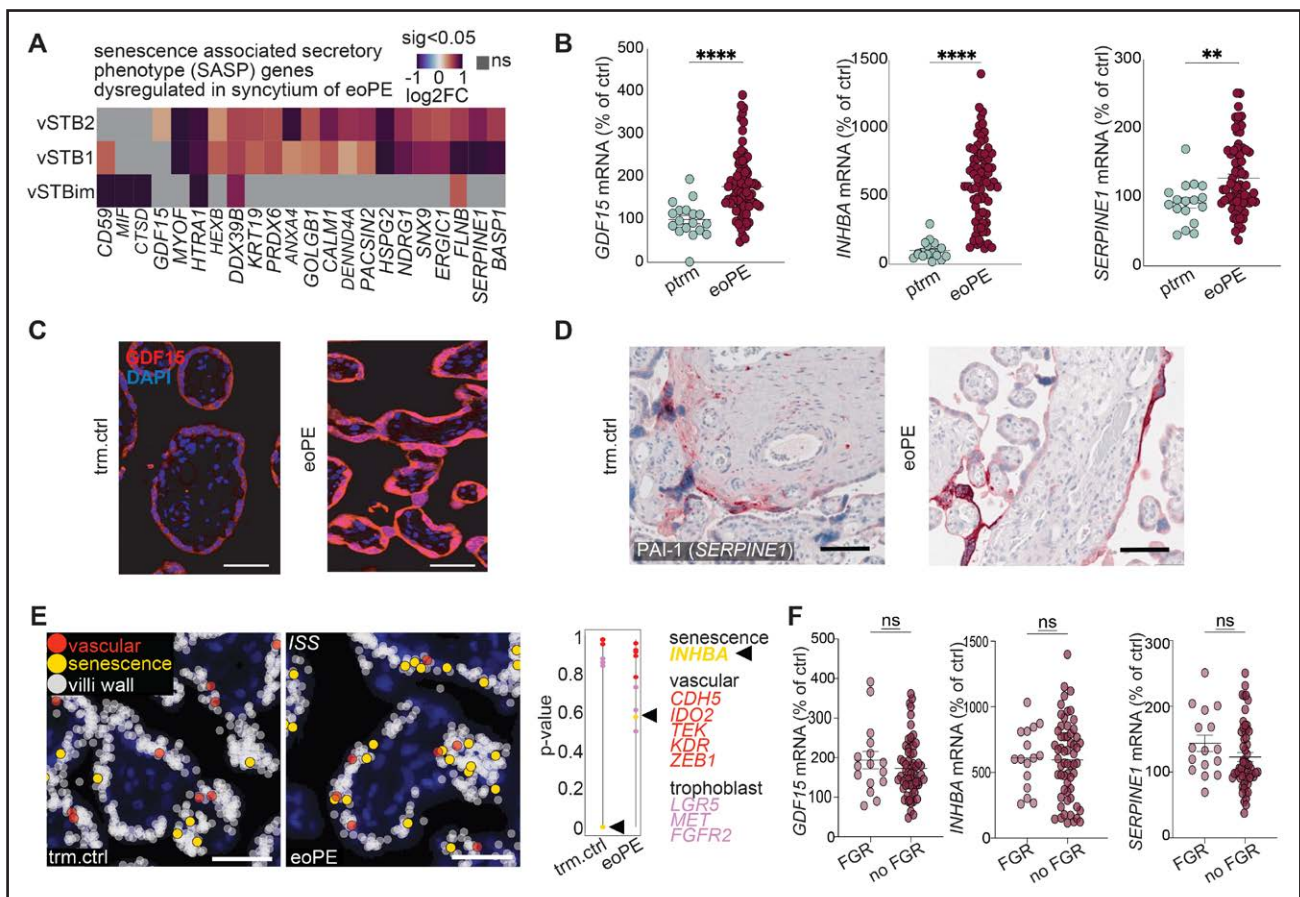 A
senescence associated secretory
phenotype (SASP) genes
dysregulated in syncytium of eoPE
sig<0.05
-1 0 1
log2FC
ns
vSTB2
vSTB1
vSTBim
CD59
MIF
CTSD
GDF15
MYOF
HTRA1
HEXB
DDX39B
KRT19
PRDX6
ANXA4
GOLGB1
CALM1
DENND4A
PACSIN2
HSPG2
NDRG1
SNX9
ERGIC1
FLNB
SERPINE1
BASP1
B
GDF15 mRNA (% of ctrl)
500
400
300
200
100
0
****
ptrm
eoPE
INHBA mRNA (% of ctrl)
1500
1000
500
0
****
ptrm
eoPE
SERPINE1 mRNA (% of ctrl)
300
200
100
0
**
ptrm
eoPE
C
GDF15
DAPI
trm.ctrl
eoPE
D
trm.ctrl
PAI-1 (SERPINE1)
eoPE
E
vascular
senescence
villi wall
trm.ctrl
ISS
eoPE
p-value
1
0.8
0.6
0.4
0.2
0
trm.ctrl
eoPE
senescence
INHBA
vascular
CDH5
IDO2
TEK
KDR
ZEB1
trophoblast
LGR5
MET
FGFR2
F
GDF15 mRNA (% of ctrl)
500
400
300
200
100
0
ns
FGR
no FGR
INHBA mRNA (% of ctrl)
1500
1000
500
0
ns
FGR
no FGR
SERPINE1 mRNA (% of ctrl)
300
200
100
0
ns
FGR
no FGR